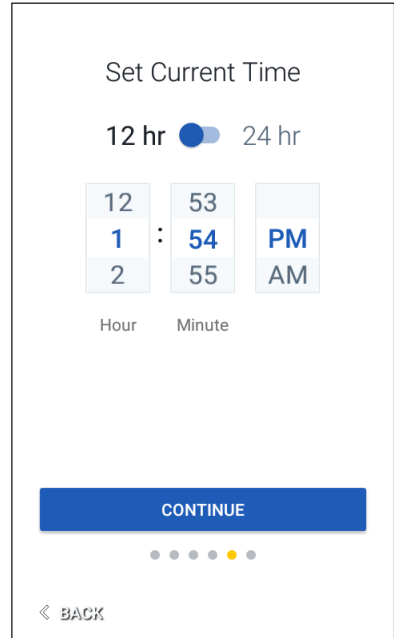 Set Current Time
12 hr 24 hr
12 53
1 : 54 PM
2 55 AM
Hour Minute
CONTINUE
BACK